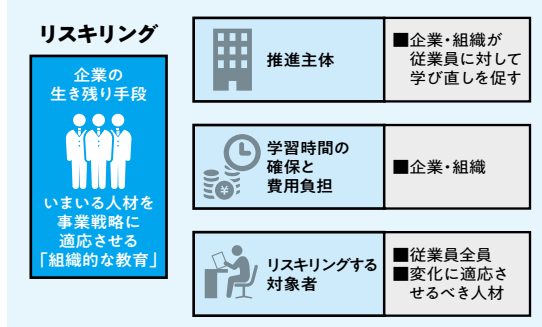 リスキリング
企業の
生き残り手段
いまいる人材を
事業戦略に
適応させる
「組織的な教育」
推進主体
■企業・組織が
従業員に対して
学び直しを促す
¥
学習時間の
確保と
費用負担
■企業・組織
リスキリングする
対象者
■従業員全員
■変化に適応さ
せるべき人材